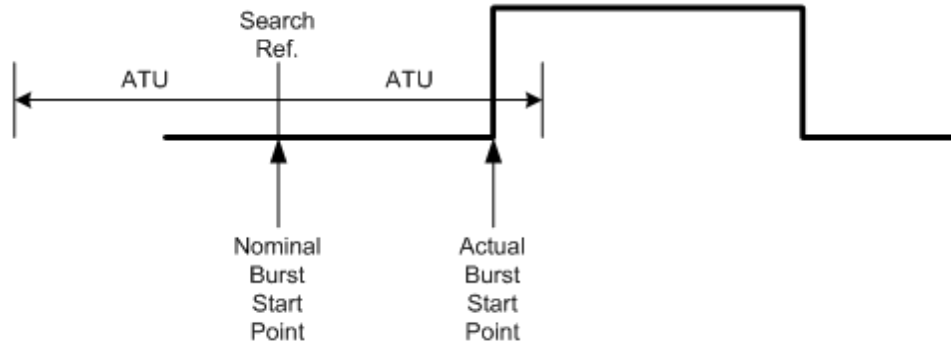 Search
Ref.
ATU
ATU
Nominal
Burst
Start
Point
Actual
Burst
Start
Point